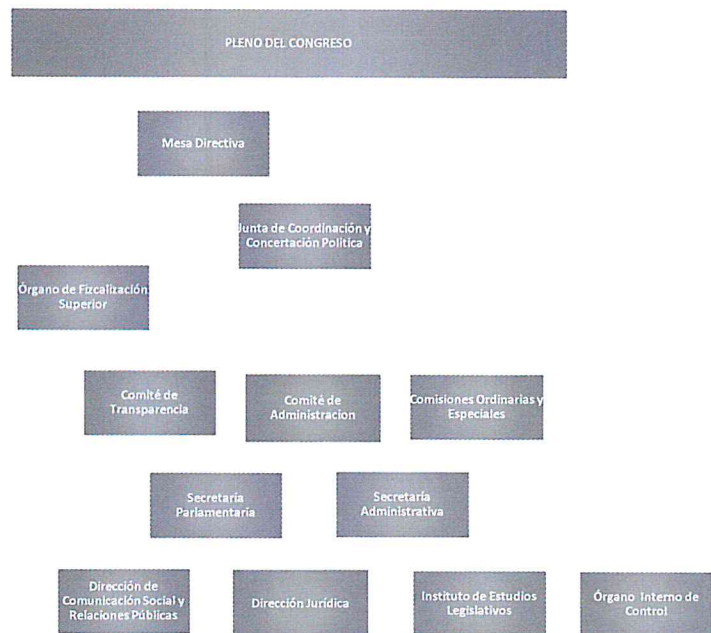 PLENO DEL CONGRESO
Mesa Directiva
Junta de Coordinación y
Concertación Politica
Órgano de Fizcalización
Superior
Comité de
Transparencia
Comité de
Administracion
Comisiones Ordinarias y
Especiales
Secretaría
Parlamentaria
Secretaría
Administrativa
Dirección de
Comunicación Social y
Relaciones Públicas
Dirección Jurídica
Instituto de Estudios
Legislativos
Órgano Interno de
Control